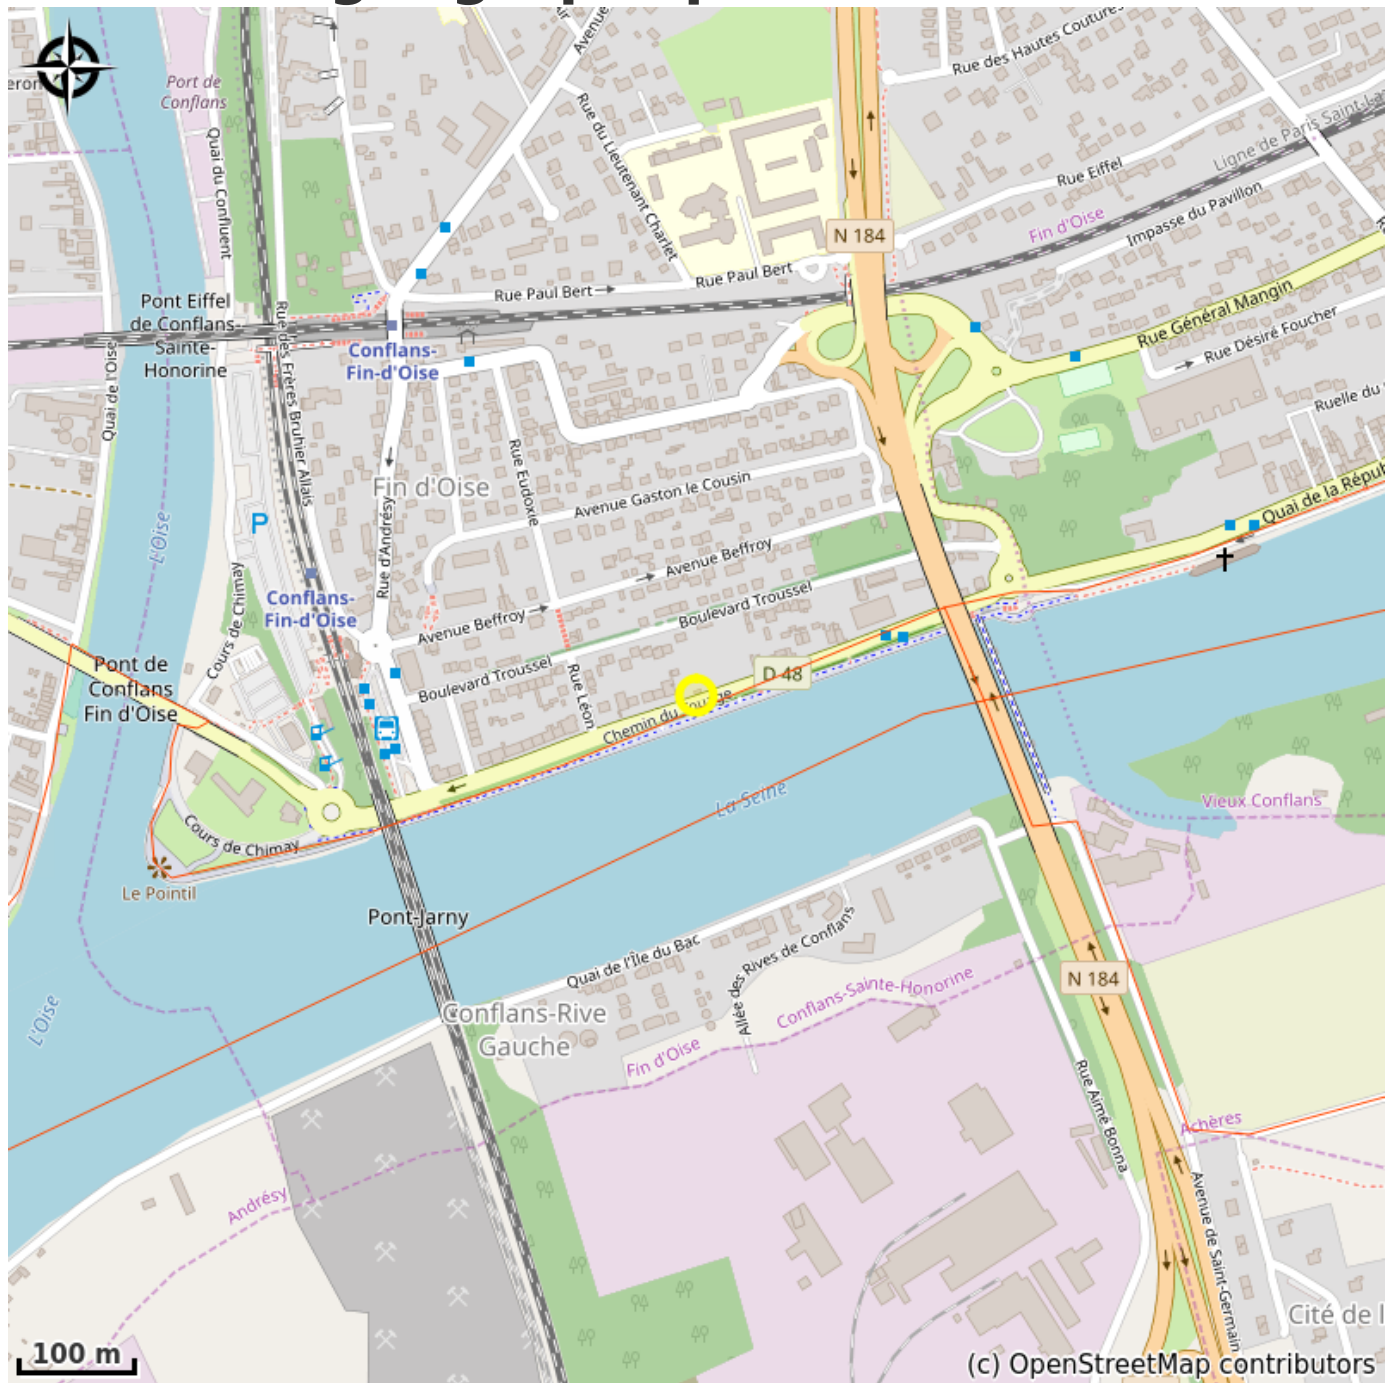 Port de
Conflans
Quai du Confluent
Avenue
Rue des Hautes Coutures
Rue du Lieutenant Charlet
Ligne de Paris Saint-La
Rue Eiffel
Fin d'Oise
Impasse du Pavillon
N 184
Rue Paul Bert
Rue Paul Bert
Pont Eiffel
de Conflans-
Sainte-
Honorine
Rue des Frères Bruhier Allais
Conflans-
Fin-d'Oise
Quai de l'Oise
Rue Général Mangin
Rue Désiré Foucher
Ruelle du
Rue Eudoxie
Fin d'Oise
Avenue Gaston le Cousin
Quai de la Répub
P
L'Oise
Rue d'Andrésy
Avenue Beffroy
Conflans-
Fin-d'Oise
Cours de Chimay
Avenue Beffroy
Boulevard Troussel
Boulevard Troussel
Rue Léon
D 48
Pont de
Conflans
Fin d'Oise
Chemin du
La Seine
Vieux Conflans
Cours de Chimay
Le Pointil
Pont-Jarny
Quai de l'Île du Bac
Allée des Rives de Conflans
Conflans-Sainte-Honorine
N 184
L'Oise
Conflans-Rive
Gauche
Fin d'Oise
Rue Aimé Bonna
Achères
Andrésy
Avenue de Saint-Germain
Cité de l
100 m
(c) OpenStreetMap contributors